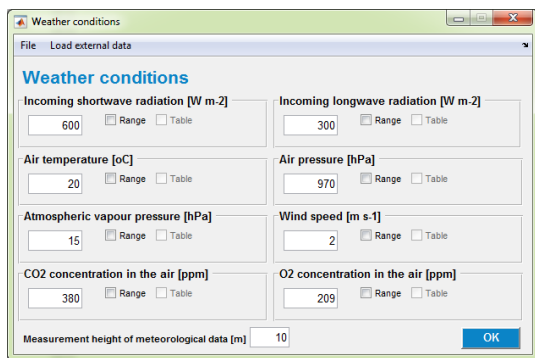 Weather conditions
File Load external data
Weather conditions
Incoming shortwave radiation [W m-2]
600 Range Table
Incoming longwave radiation [W m-2]
300 Range Table
Air temperature [oC]
20 Range Table
Air pressure [hPa]
970 Range Table
Atmospheric vapour pressure [hPa]
15 Range Table
Wind speed [m s-1]
2 Range Table
CO2 concentration in the air [ppm]
380 Range Table
O2 concentration in the air [ppm]
209 Range Table
Measurement height of meteorological data [m] 10 OK